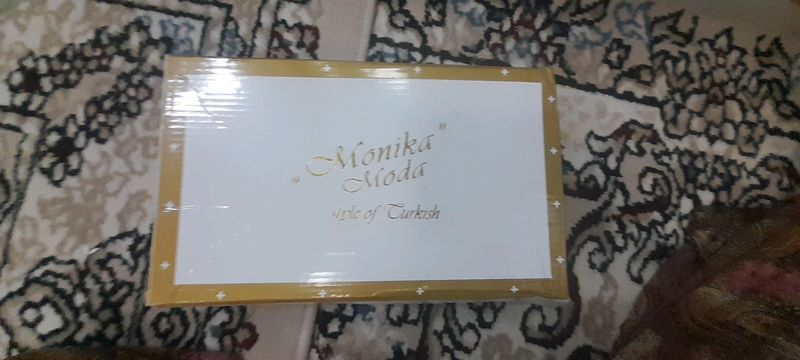 "Monika"
Moda
style of Turkish